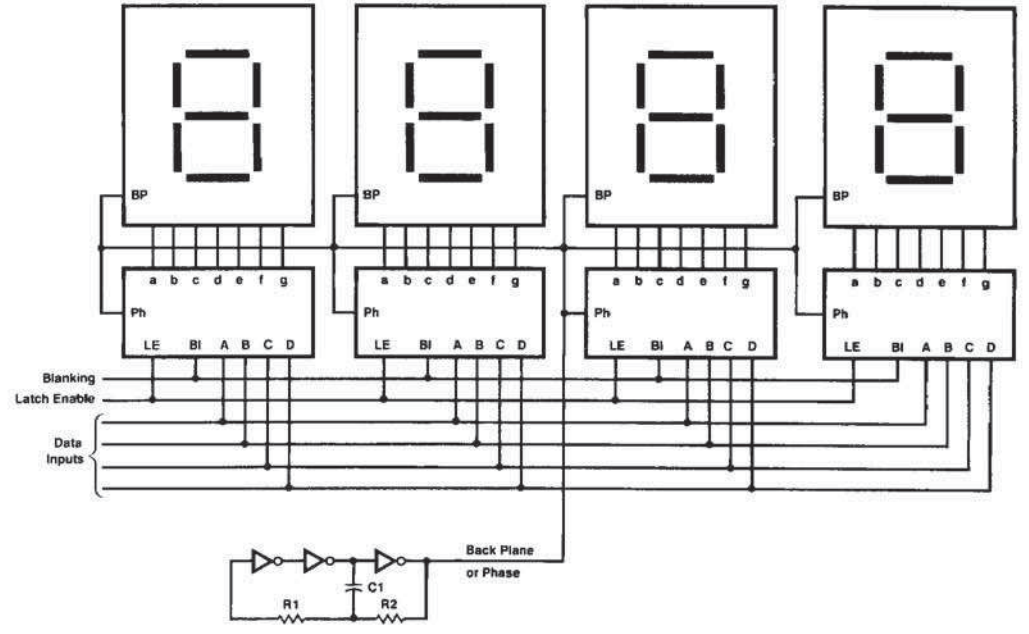 BP BP BP BP
a b c d e f g a b c d e f g a b c d e f g a b c d e f g
Ph Ph Ph Ph
LE BI A B C D LE BI A B C D LE BI A B C D LE BI A B C D
Blanking
Latch Enable
Data
Inputs
Back Plane
or Phase
C1
R1 R2